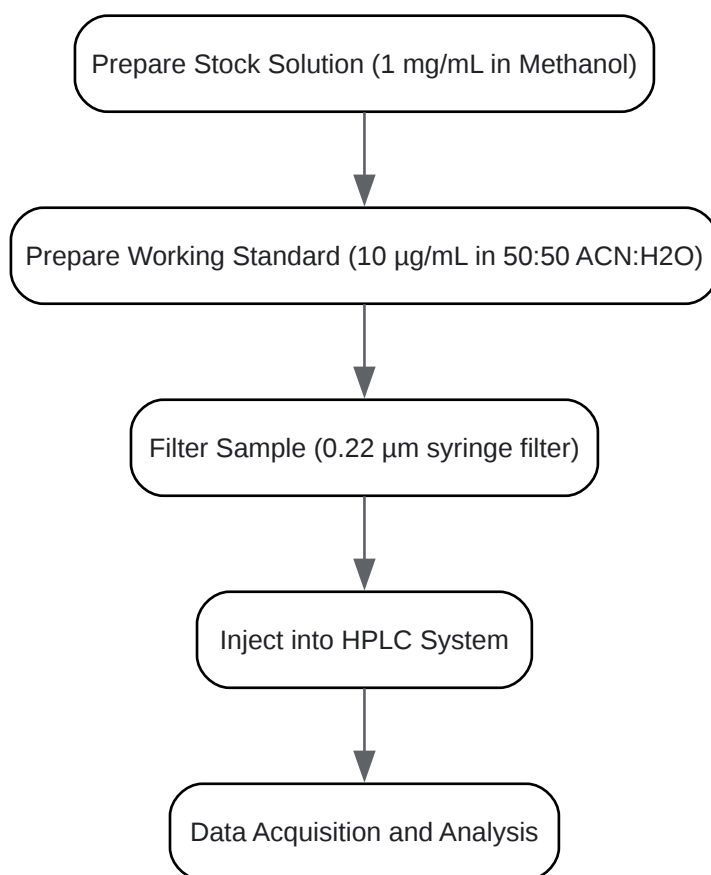 Prepare Stock Solution (1 mg/mL in Methanol)
Prepare Working Standard (10 µg/mL in 50:50 ACN:H2O)
Filter Sample (0.22 µm syringe filter)
Inject into HPLC System
Data Acquisition and Analysis